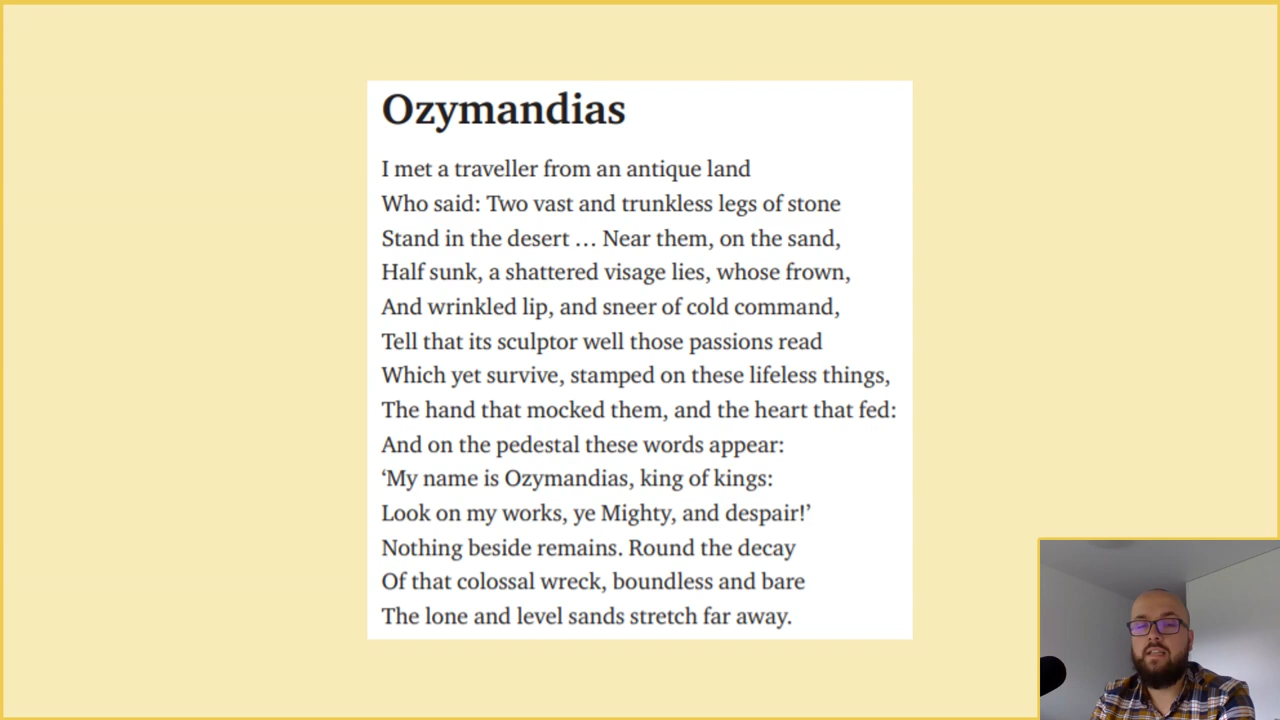 Ozymandias
I met a traveller from an antique land
Who said: Two vast and trunkless legs of stone
Stand in the desert … Near them, on the sand,
Half sunk, a shattered visage lies, whose frown,
And wrinkled lip, and sneer of cold command,
Tell that its sculptor well those passions read
Which yet survive, stamped on these lifeless things,
The hand that mocked them, and the heart that fed:
And on the pedestal these words appear:
‘My name is Ozymandias, king of kings:
Look on my works, ye Mighty, and despair!’
Nothing beside remains. Round the decay
Of that colossal wreck, boundless and bare
The lone and level sands stretch far away.